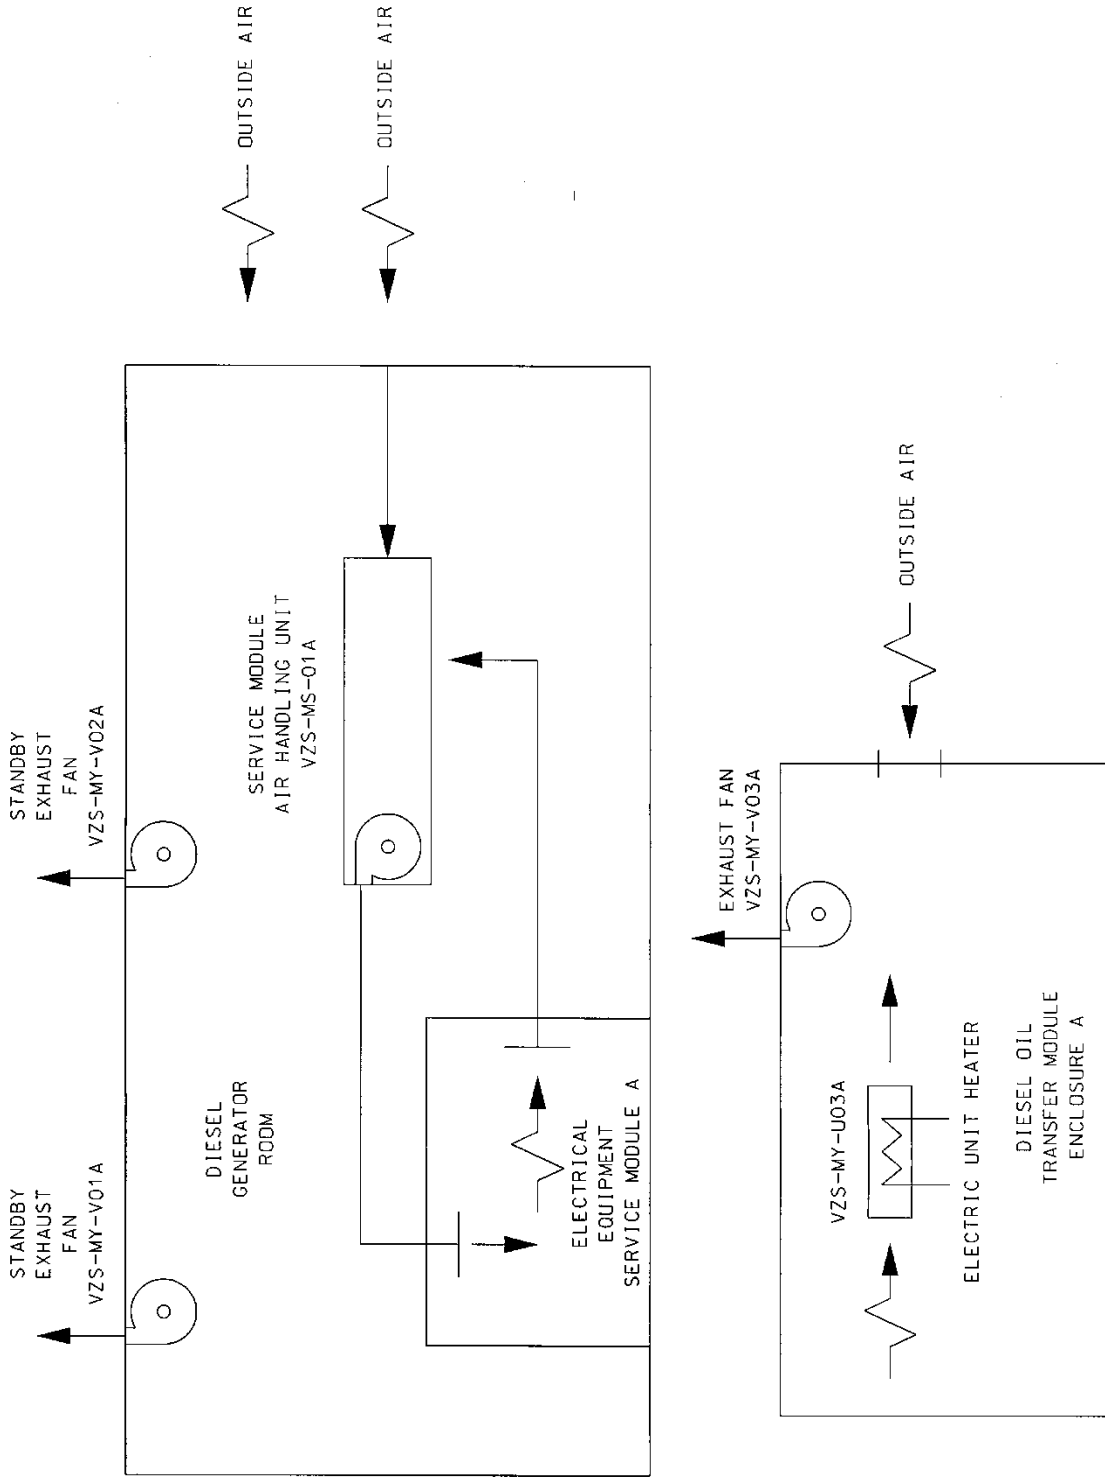 STANDBY
EXHAUST
FAN
VZS-MY-V01A
STANDBY
EXHAUST
FAN
VZS-MY-V02A
OUTSIDE AIR
OUTSIDE AIR
DIESEL
GENERATOR
ROOM
SERVICE MODULE
AIR HANDLING UNIT
VZS-MS-01A
ELECTRICAL
EQUIPMENT
SERVICE MODULE A
EXHAUST FAN
VZS-MY-V03A
OUTSIDE AIR
VZS-MY-U03A
ELECTRIC UNIT HEATER
DIESEL OIL
TRANSFER MODULE
ENCLOSURE A